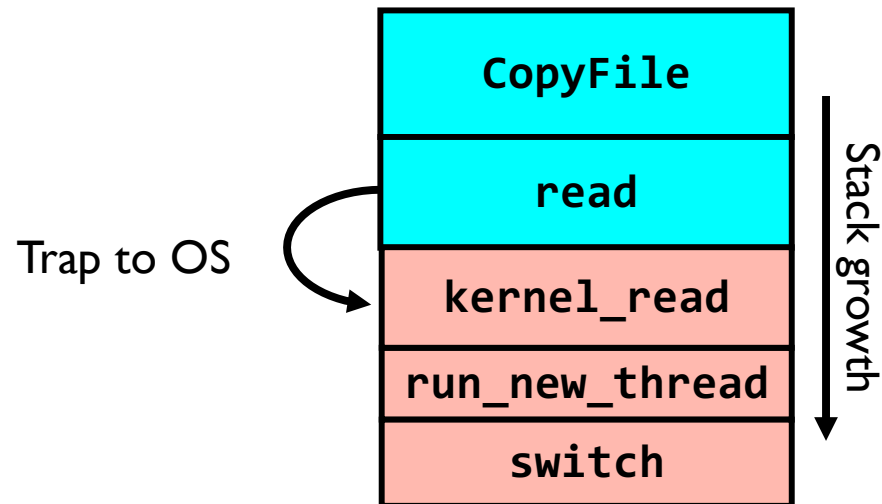 CopyFile
read
Trap to OS
kernel_read
run_new_thread
switch
Stack growth